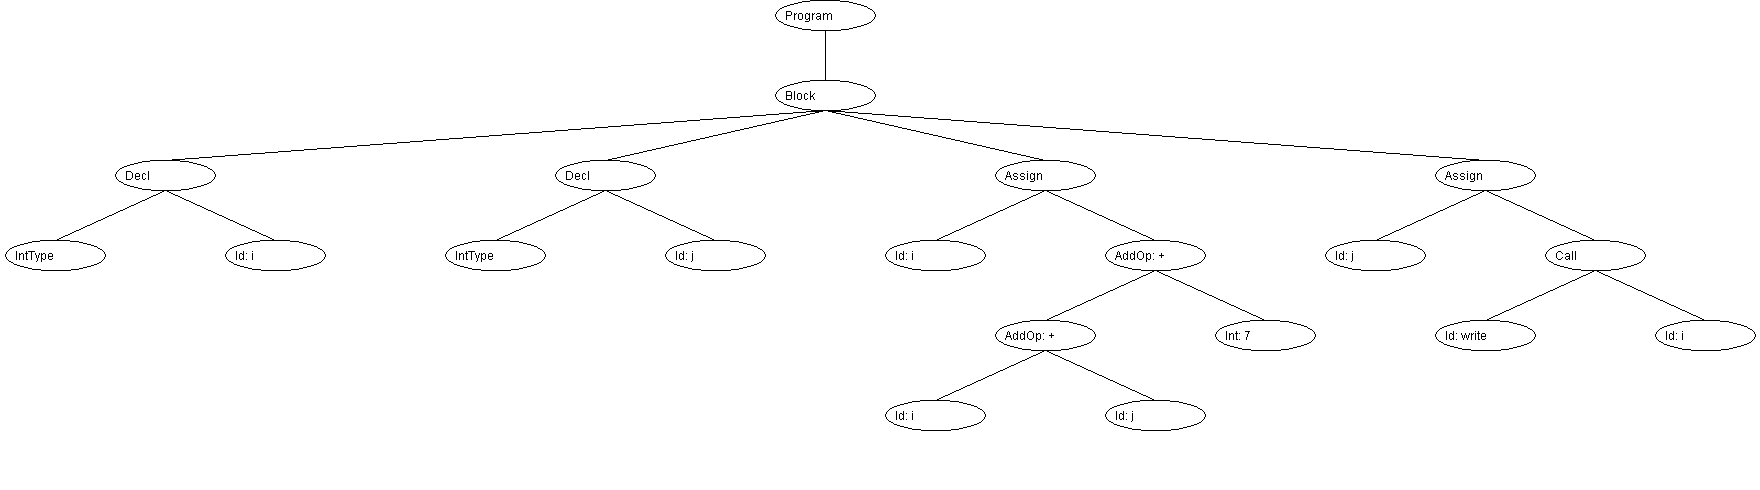 Program
Block
Decl
Decl
Assign
Assign
IntType
Id: i
IntType
Id: j
Id: i
AddOp: +
Id: j
Call
AddOp: +
Int: 7
Id: write
Id: i
Id: i
Id: j